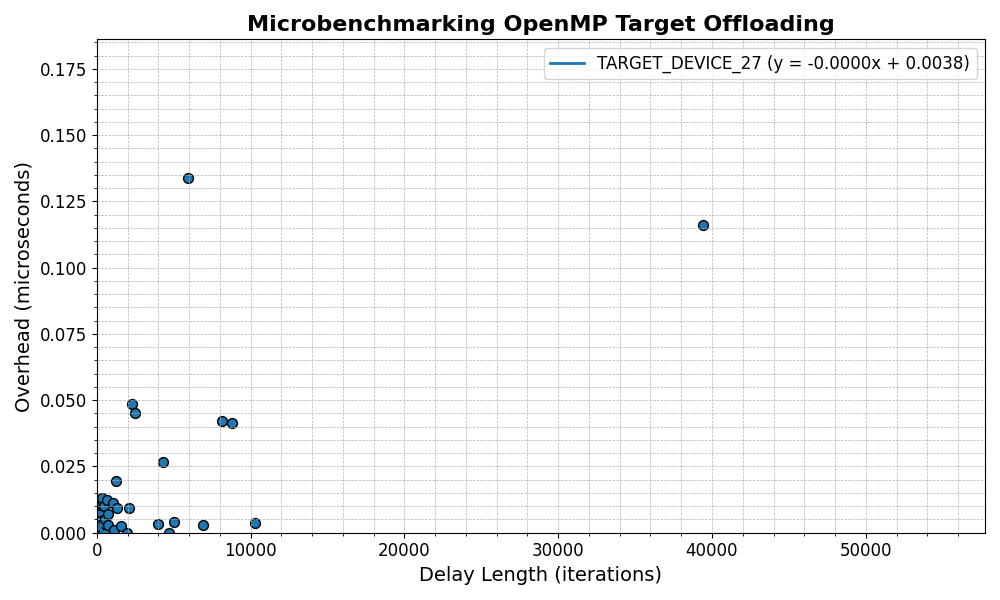 Microbenchmarking OpenMP Target Offloading
TARGET_DEVICE_27 (y = -0.0000x + 0.0038)
Overhead (microseconds)
0.175
0.150
0.125
0.100
0.075
0.050
0.025
0.000
0 10000 20000 30000 40000 50000
Delay Length (iterations)